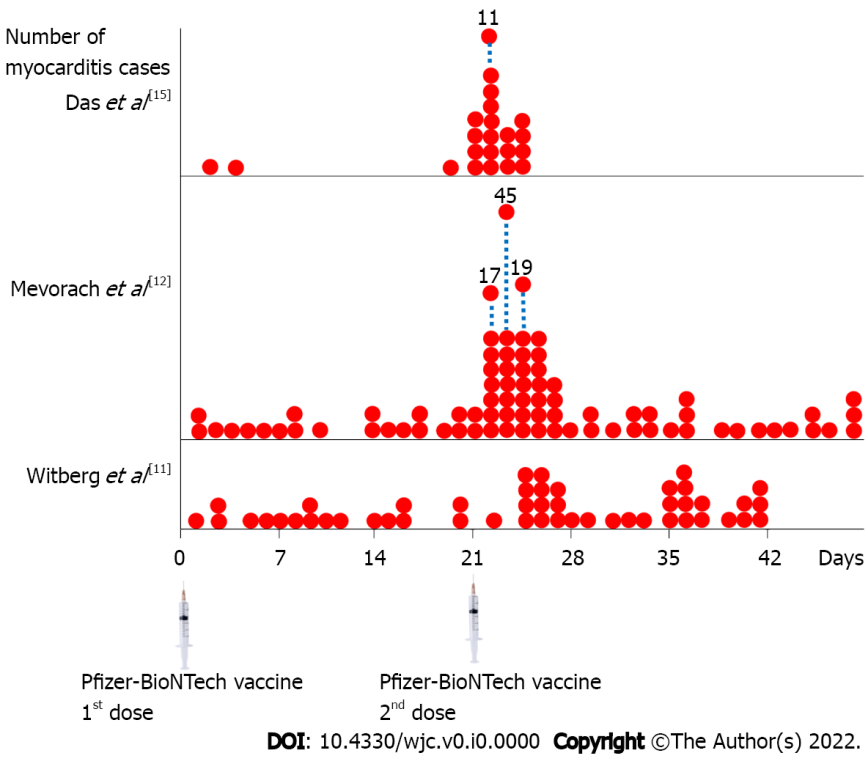 Number of
myocarditis cases
Das et al[15]
11
45
17
19
Mevorach et al[12]
Witberg et al[11]
0 7 14 21 28 35 42 Days
Pfizer-BioNTech vaccine
1st dose
Pfizer-BioNTech vaccine
2nd dose
DOI: 10.4330/wjc.v0.i0.0000 Copyright ©The Author(s) 2022.